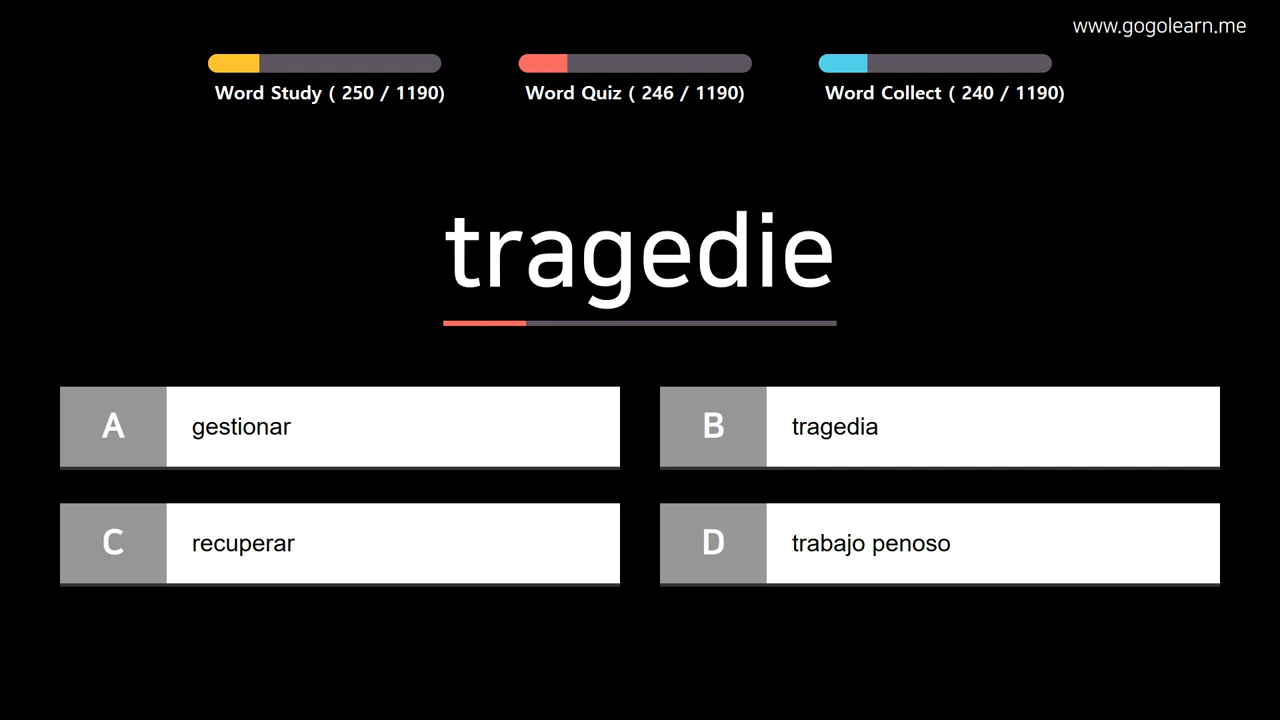 www.gogolearn.me
Word Study ( 250 / 1190)
Word Quiz ( 246 / 1190)
Word Collect ( 240 / 1190)
tragedie
A gestionar
B tragedia
C recuperar
D trabajo penoso